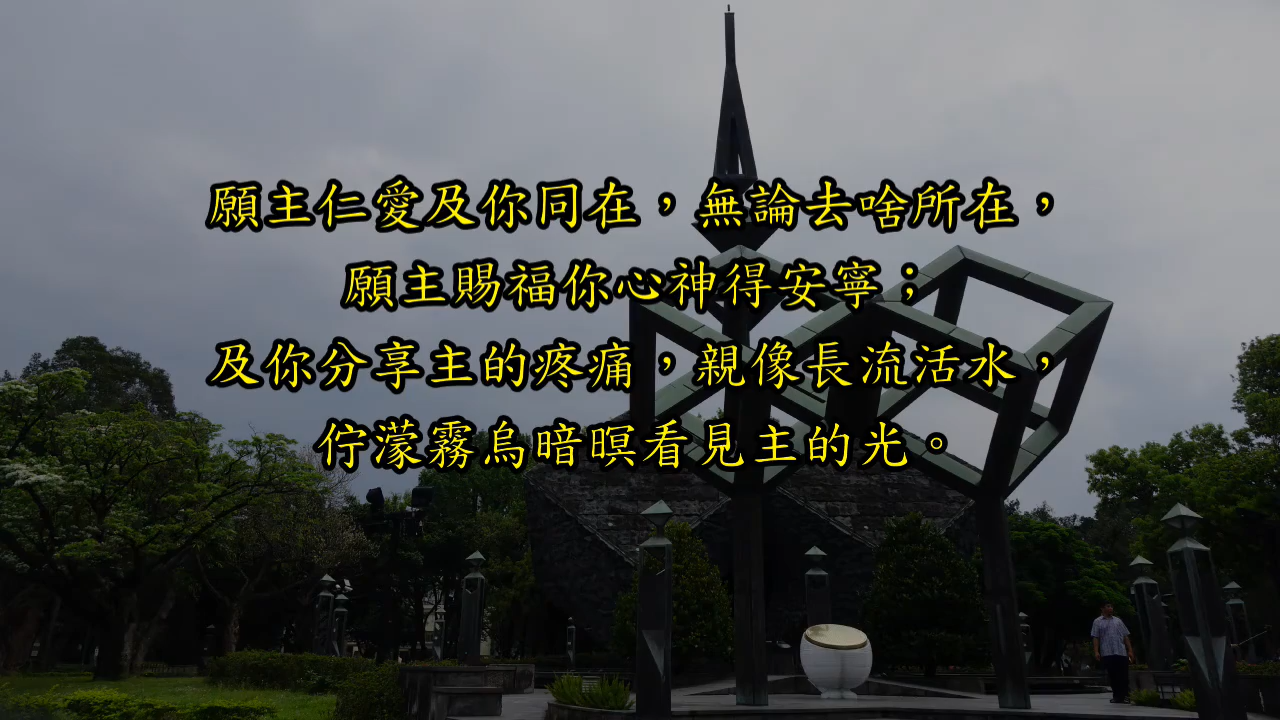 願主仁愛及你同在，無論去啥所在，
願主賜福你心神得安寧；
及你分享主的疼痛，親像長流活水，
佇濛霧烏暗暝看見主的光。